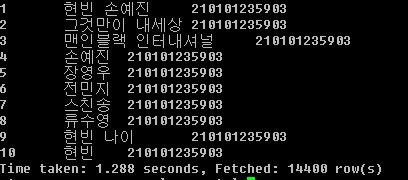 1 현빈 손예진 210101235903
2 그것만이 내세상 210101235903
3 맨인블랙 인터내셔널 210101235903
4 손예진 210101235903
5 장영우 210101235903
6 전민지 210101235903
7 스친송 210101235903
8 류수영 210101235903
9 현빈 나이 210101235903
10 현빈 210101235903
Time taken: 1.288 seconds, Fetched: 14400 row(s)